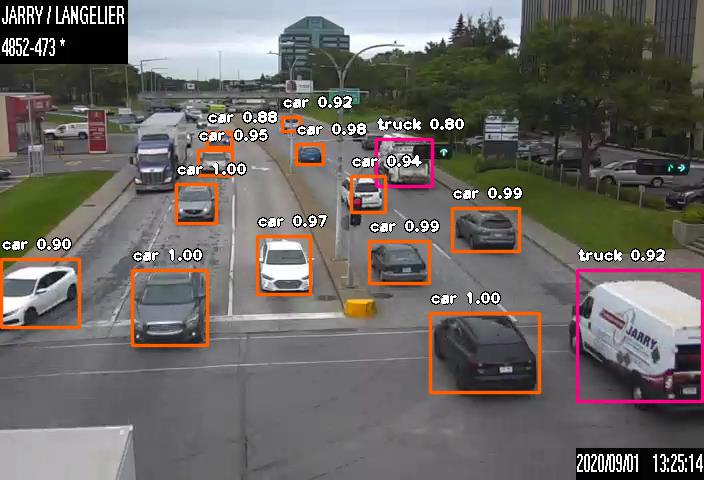 JARRY / LANGELIER
4852-473 *
car 0.92
car 0.88
truck 0.80
car 0.98
car 0.95
car 0.94
car 1.00
car 0.99
car 0.97
car 0.99
car 0.90
car 1.00
truck 0.92
car 1.00
JARRY
2020/09/01 13:25:14